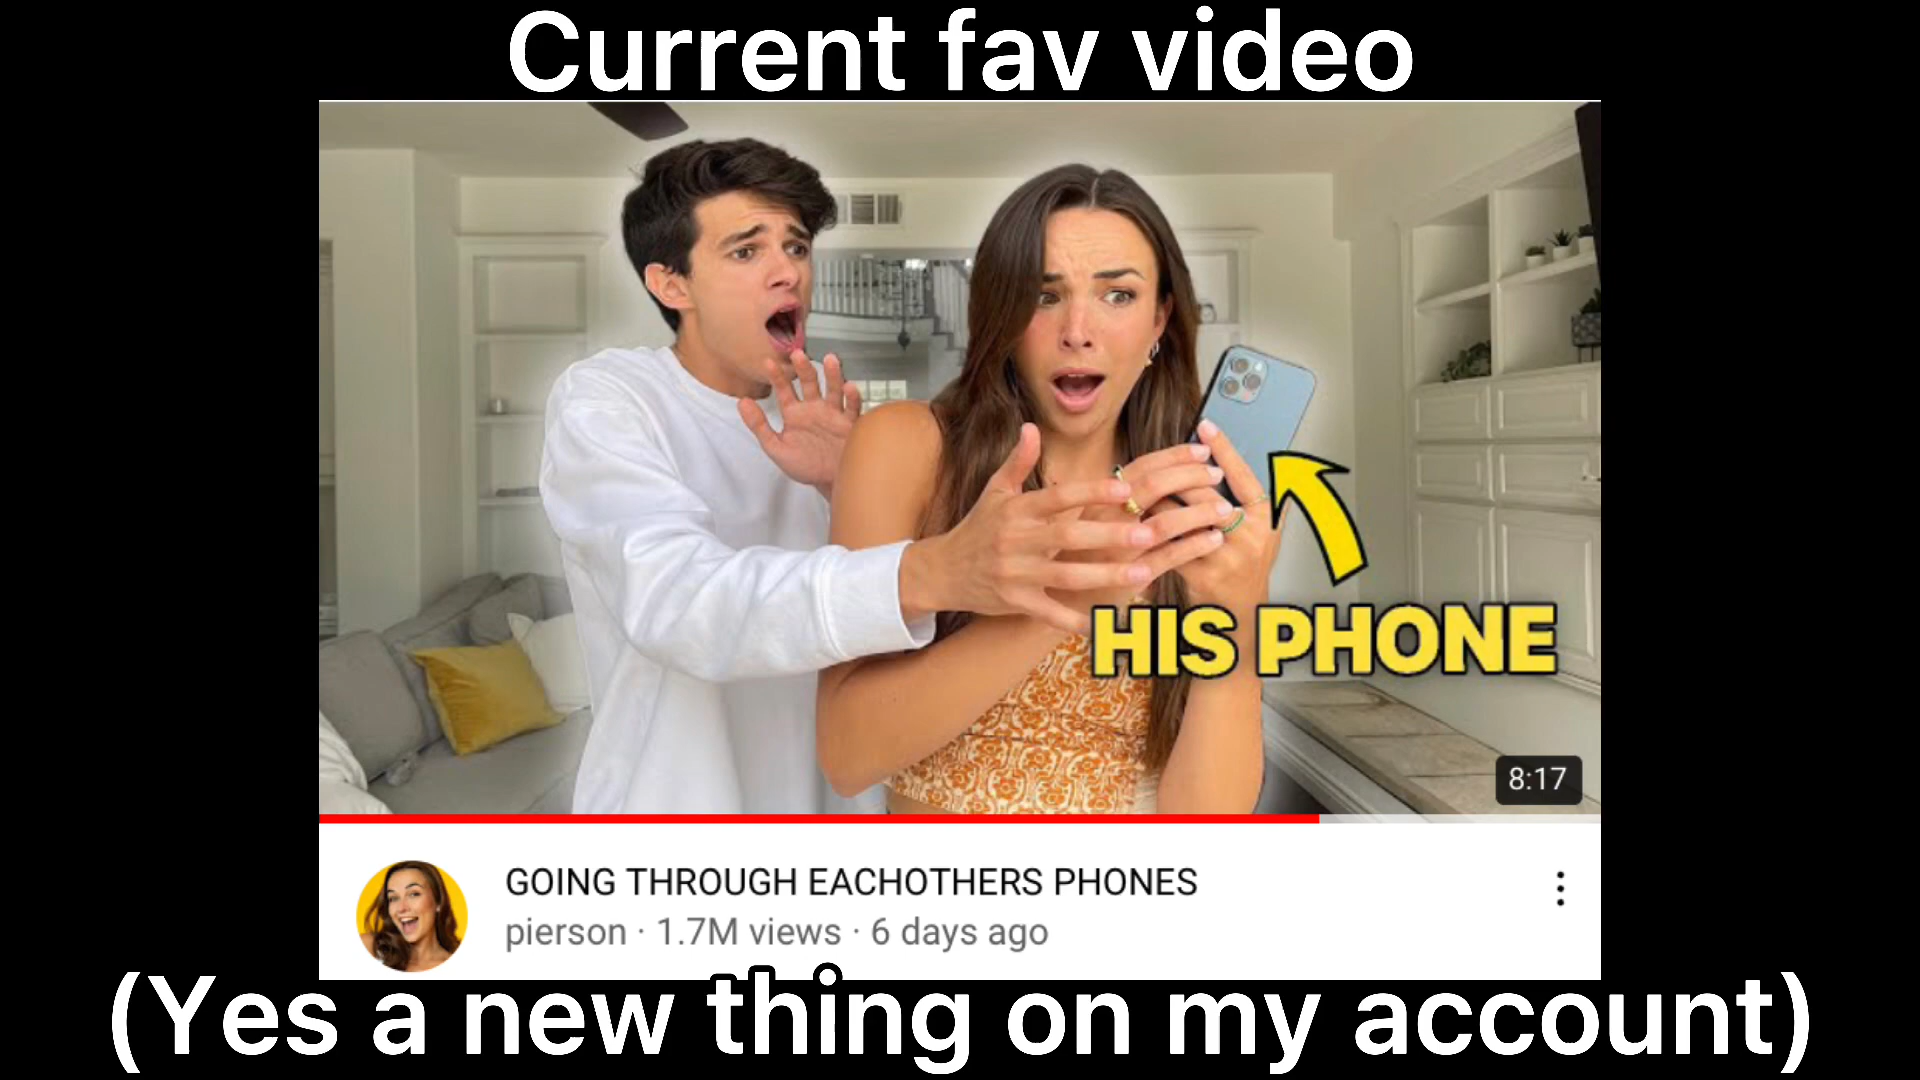 Current fav video
HIS PHONE
8:17
GOING THROUGH EACHOTHERS PHONES
pierson · 1.7M views · 6 days ago
(Yes a new thing on my account)